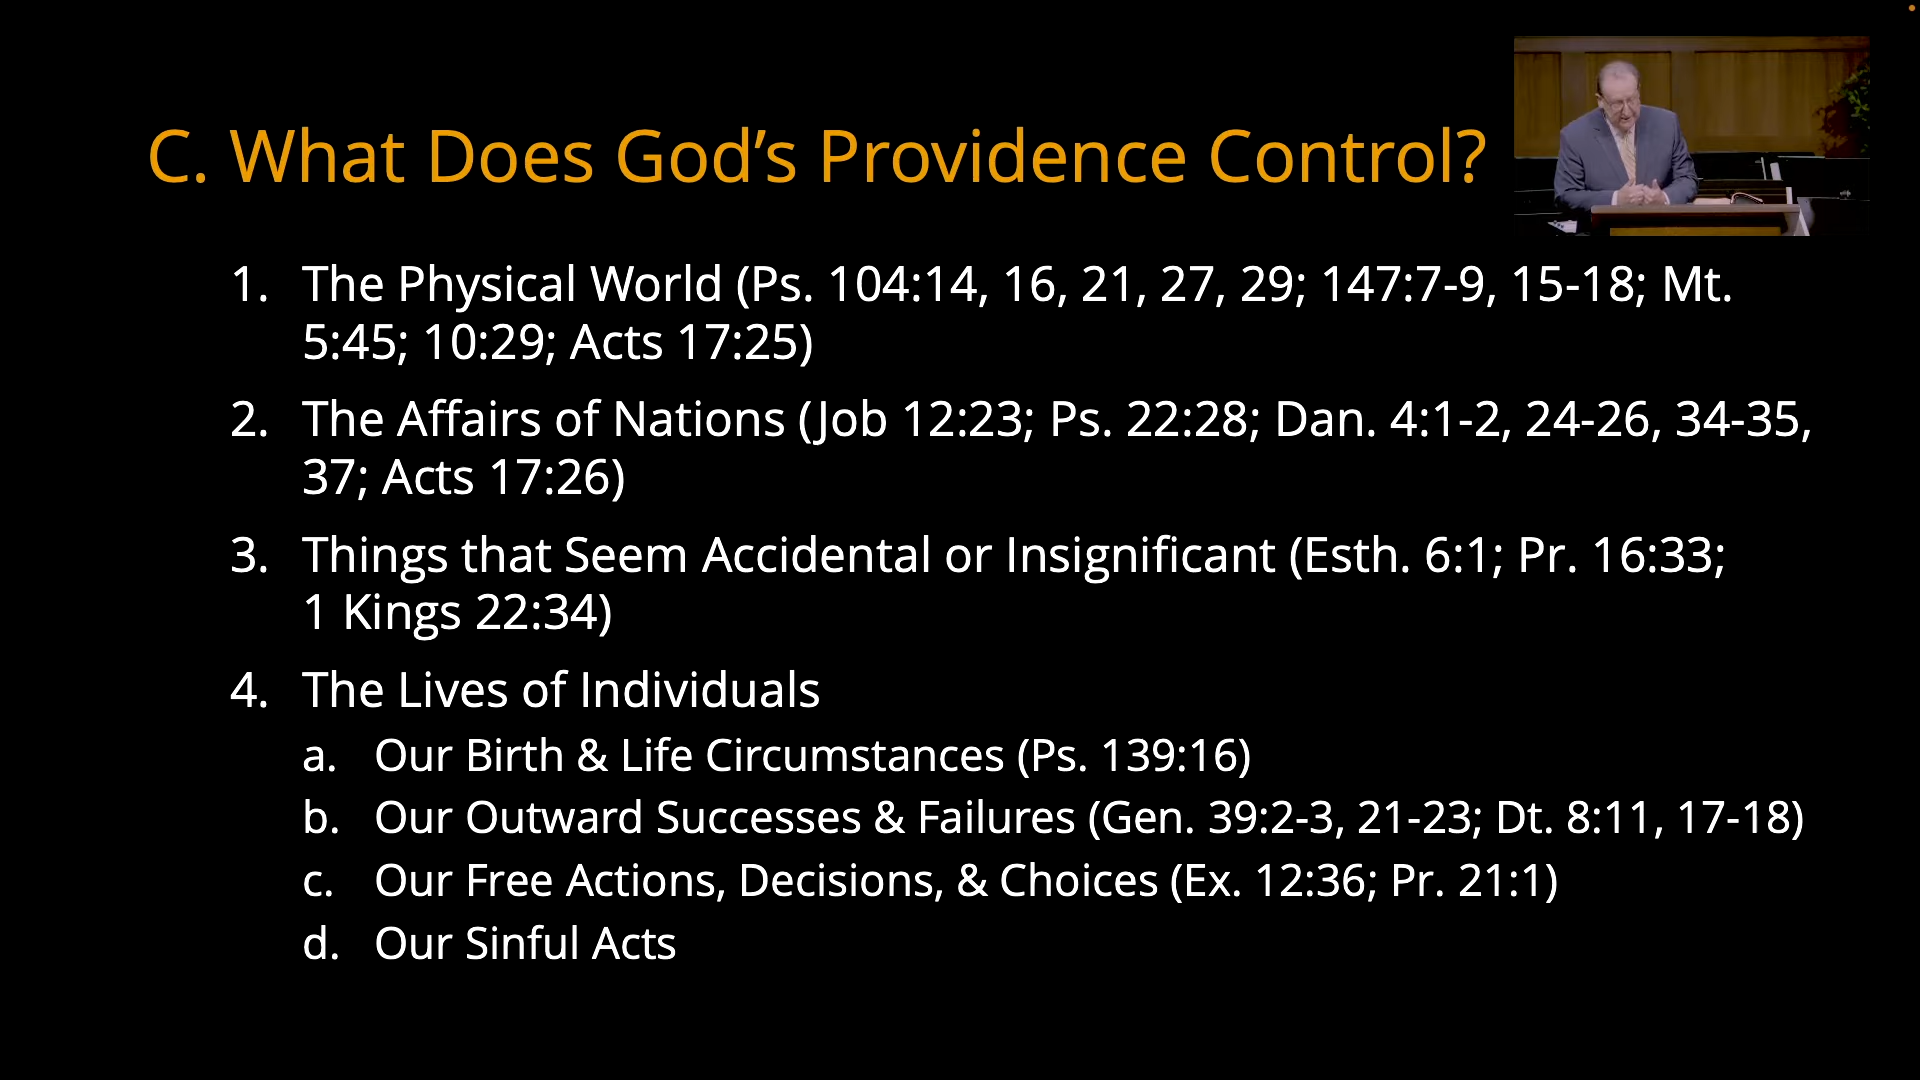 C. What Does God’s Providence Control?
1. The Physical World (Ps. 104:14, 16, 21, 27, 29; 147:7-9, 15-18; Mt.
5:45; 10:29; Acts 17:25)
2. The Affairs of Nations (Job 12:23; Ps. 22:28; Dan. 4:1-2, 24-26, 34-35,
37; Acts 17:26)
3. Things that Seem Accidental or Insignificant (Esth. 6:1; Pr. 16:33;
1 Kings 22:34)
4. The Lives of Individuals
a. Our Birth & Life Circumstances (Ps. 139:16)
b. Our Outward Successes & Failures (Gen. 39:2-3, 21-23; Dt. 8:11, 17-18)
c. Our Free Actions, Decisions, & Choices (Ex. 12:36; Pr. 21:1)
d. Our Sinful Acts